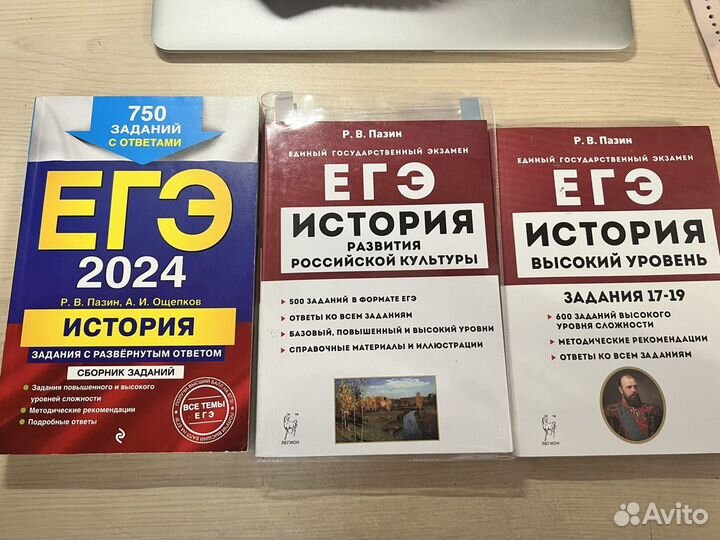 750
ЗАДАНИЙ
С ОТВЕТАМИ
ЕГЭ
2024
Р. В. Пазин, А. И. Ощепков
ИСТОРИЯ
ЗАДАНИЯ С РАЗВЁРНУТЫМ ОТВЕТОМ
СБОРНИК ЗАДАНИЙ
Задания повышенного и высокого
уровней сложности
Методические рекомендации
Подробные ответы
ВСЕ ТЕМЫ
ЕГЭ
Р. В. Пазин
ЕДИНЫЙ ГОСУДАРСТВЕННЫЙ ЭКЗАМЕН
ЕГЭ
ИСТОРИЯ
РАЗВИТИЯ
РОССИЙСКОЙ КУЛЬТУРЫ
500 ЗАДАНИЙ В ФОРМАТЕ ЕГЭ
ОТВЕТЫ КО ВСЕМ ЗАДАНИЯМ
БАЗОВЫЙ, ПОВЫШЕННЫЙ И ВЫСОКИЙ УРОВНИ
СПРАВОЧНЫЕ МАТЕРИАЛЫ И ИЛЛЮСТРАЦИИ
ЛЕГИОН
Р. В. Пазин
ЕДИНЫЙ ГОСУДАРСТВЕННЫЙ ЭКЗАМЕН
ЕГЭ
ИСТОРИЯ
ВЫСОКИЙ УРОВЕНЬ
ЗАДАНИЯ 17-19
600 ЗАДАНИЙ ВЫСОКОГО
УРОВНЯ СЛОЖНОСТИ
МЕТОДИЧЕСКИЕ РЕКОМЕНДАЦИИ
ОТВЕТЫ КО ВСЕМ ЗАДАНИЯМ
ЛЕГИОН
Avito